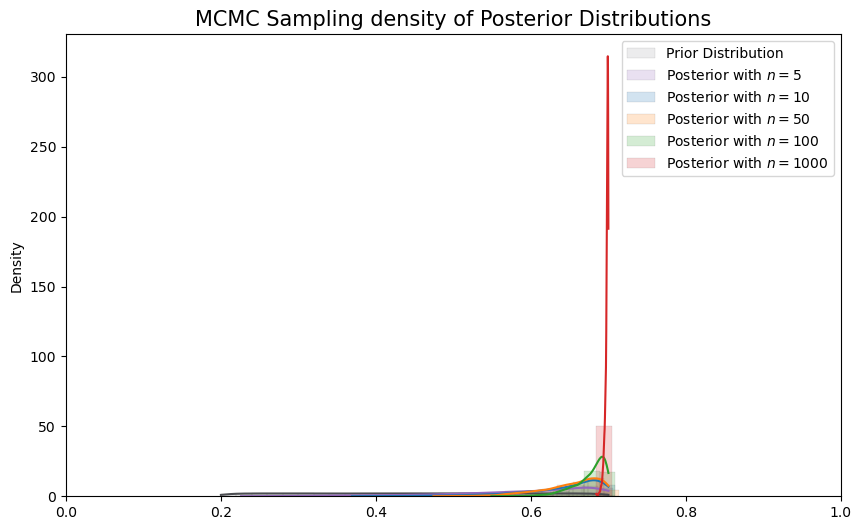 MCMC Sampling density of Posterior Distributions
Prior Distribution
Posterior with n = 5
Posterior with n = 10
Posterior with n = 50
Posterior with n = 100
Posterior with n = 1000
Density
300
250
200
150
100
50
0
0.0 0.2 0.4 0.6 0.8 1.0